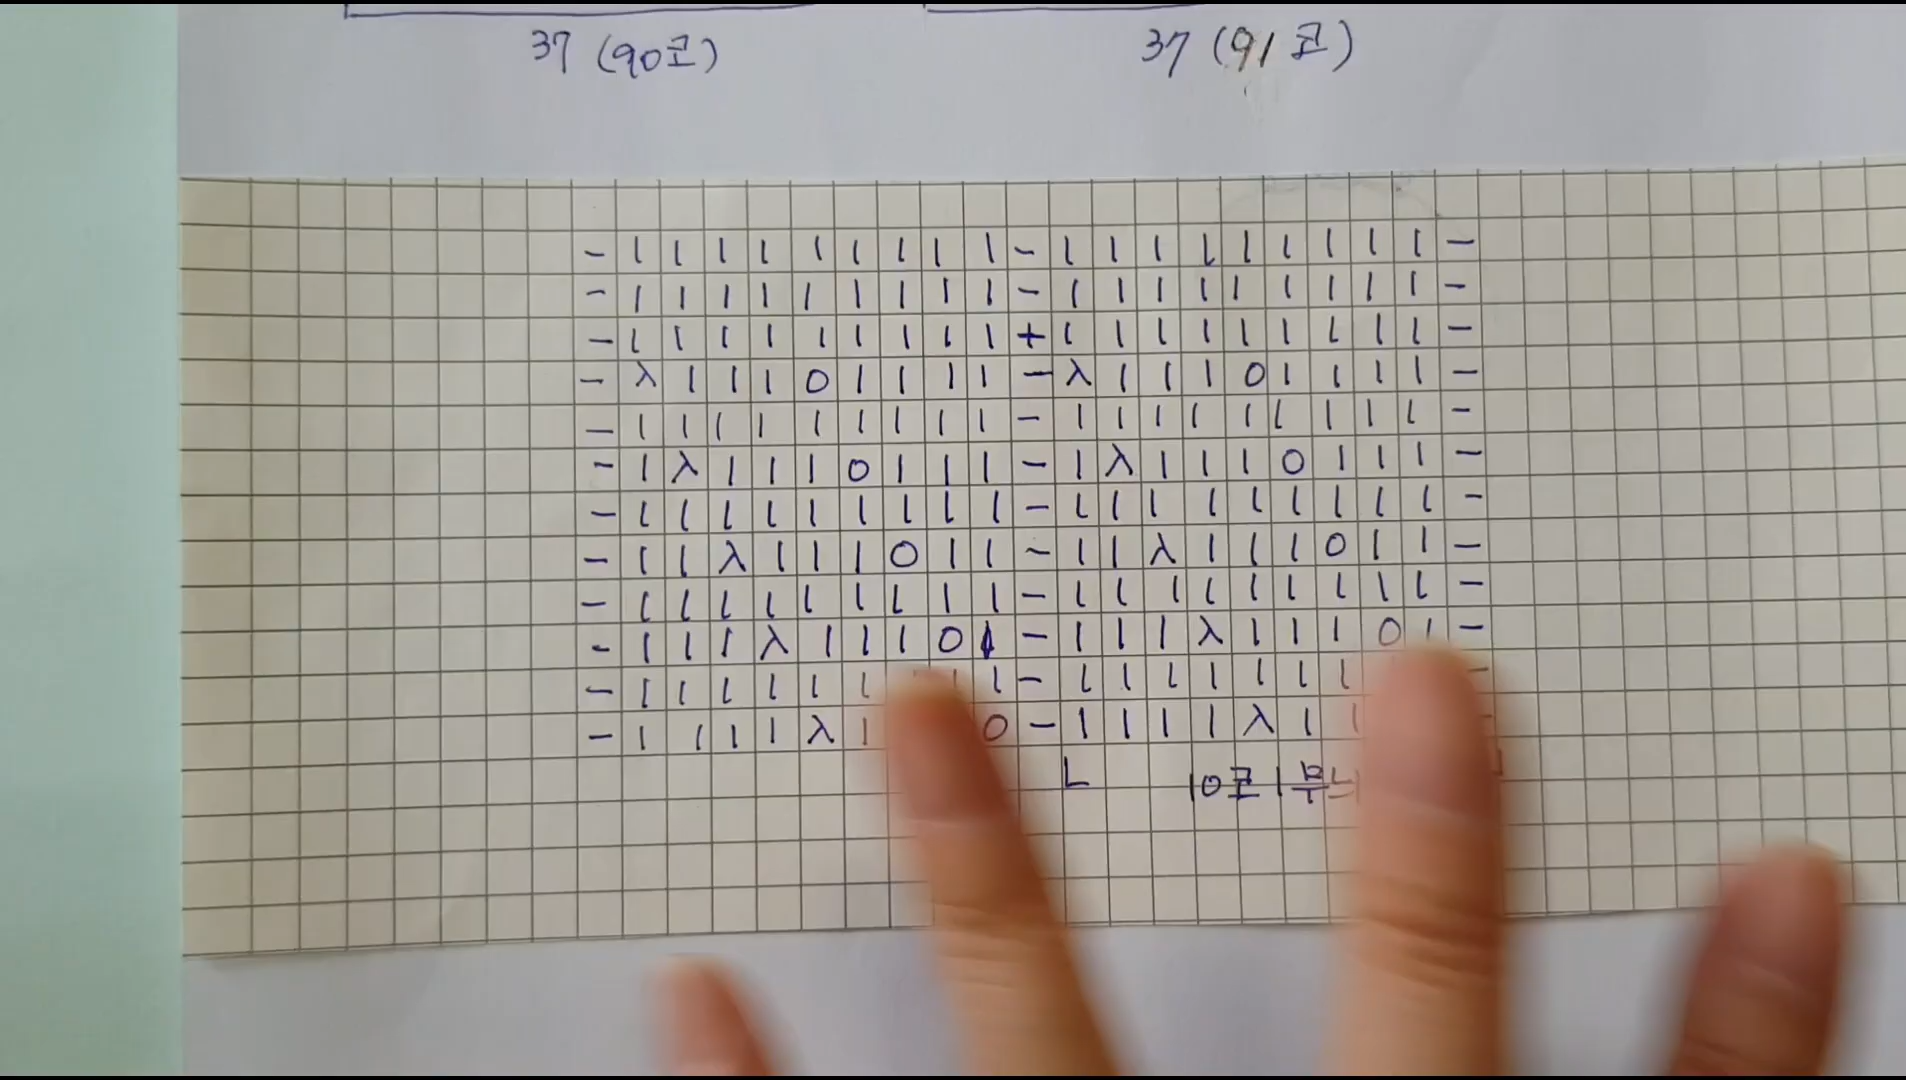 37 (90코) 37 (91코)
- | | | | | | | | | - | | | | | | | | | -
- | | | | | | | | | - | | | | | | | | | -
- | | | | | | | | | + | | | | | | | | | -
- λ | | | O | | | | - λ | | | O | | | | -
- | | | | | | | | | - | | | | | | | | | -
- | λ | | | O | | | - | λ | | | O | | | -
- | | | | | | | | | - | | | | | | | | | -
- | | λ | | | O | | - | | λ | | | O | | -
- | | | | | | | | | - | | | | | | | | | -
- | | | λ | | | O | - | | | λ | | | O | -
- | | | | | | | | - | | | | | | | -
- | | | | λ | O - | | | | λ | |
10코 1무늬